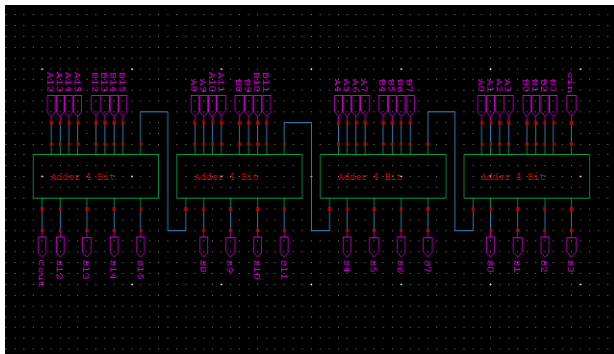 A12 A13 A14 A15 B12 B13 B14 B15 A8 A9 A10 A11 B8 B9 B10 B11 A4 A5 A6 A7 B4 B5 B6 B7 A0 A1 A2 A3 B0 B1 B2 B3 cin
Adder 4 Bit Adder 4 Bit Adder 4 Bit Adder 4 Bit
Cout S12 S13 S14 S15 S8 S9 S10 S11 S4 S5 S6 S7 S0 S1 S2 S3